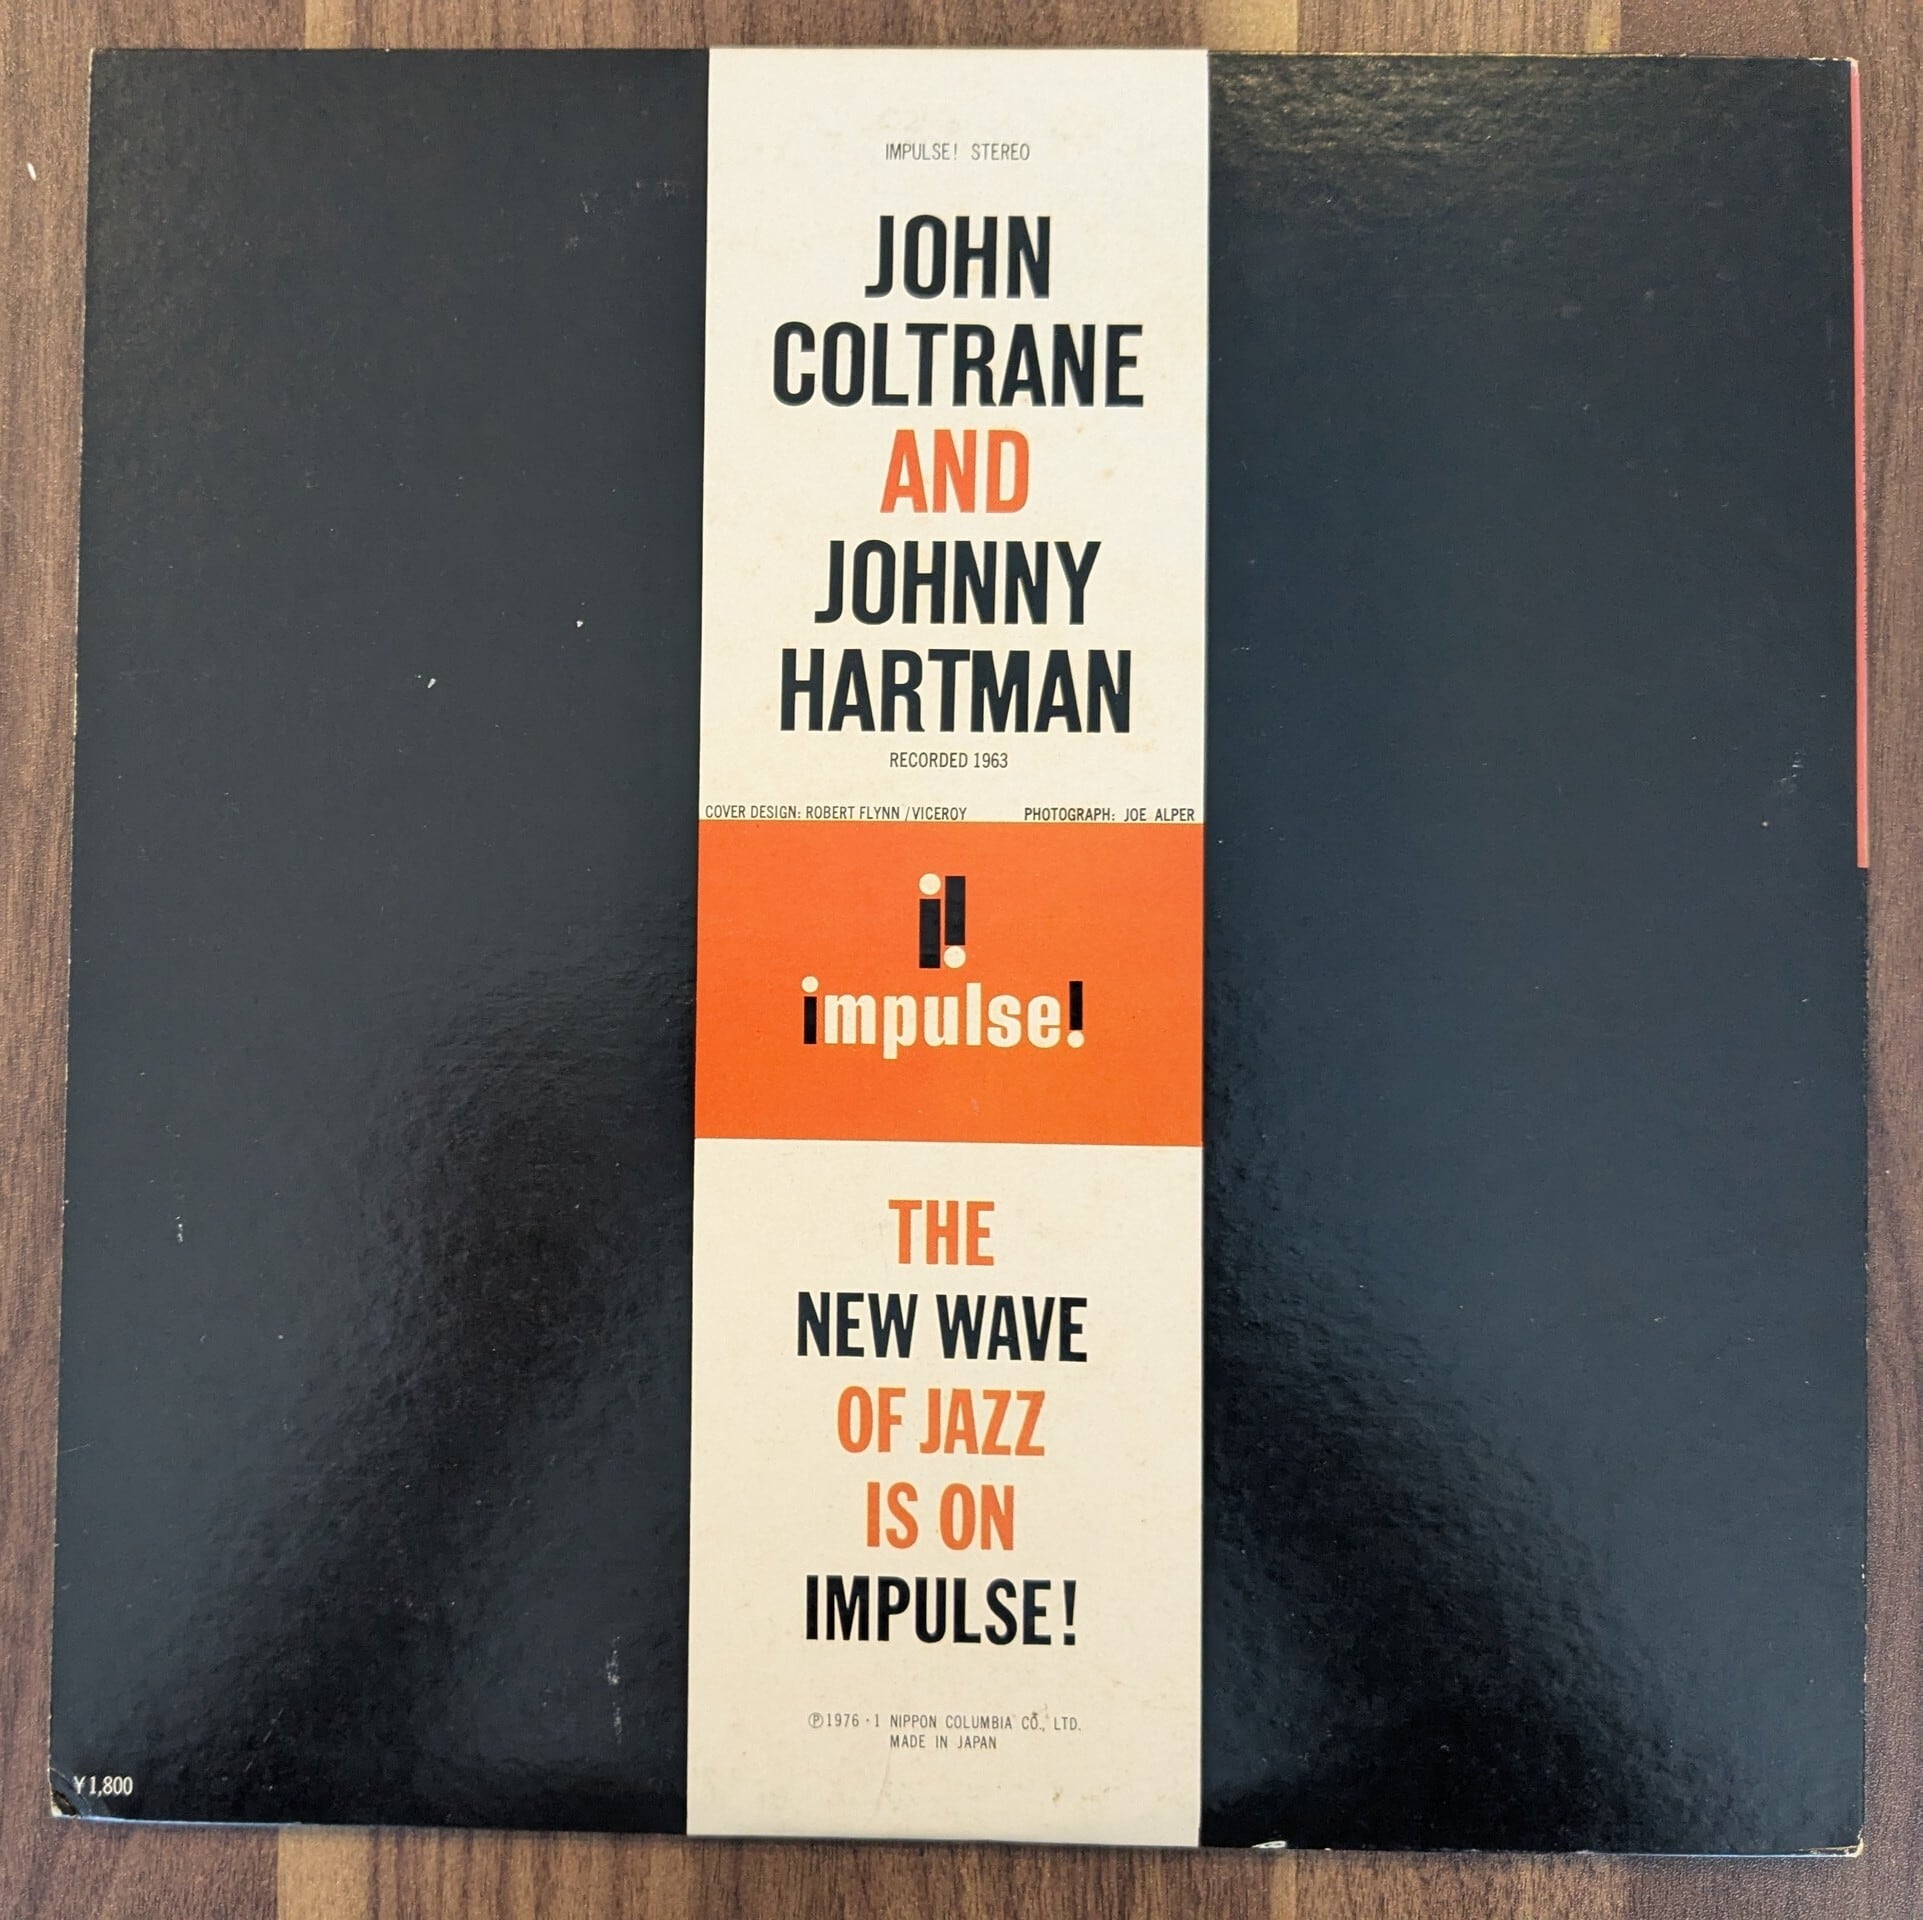 IMPULSE! STEREO
JOHN
COLTRANE
AND
JOHNNY
HARTMAN
RECORDED 1963
COVER DESIGN: ROBERT FLYNN / VICEROY PHOTOGRAPH: JOE ALPER
i!
impulse!
THE
NEW WAVE
OF JAZZ
IS ON
IMPULSE!
Ⓟ1976・1 NIPPON COLUMBIA CO., LTD.
MADE IN JAPAN
¥1,800